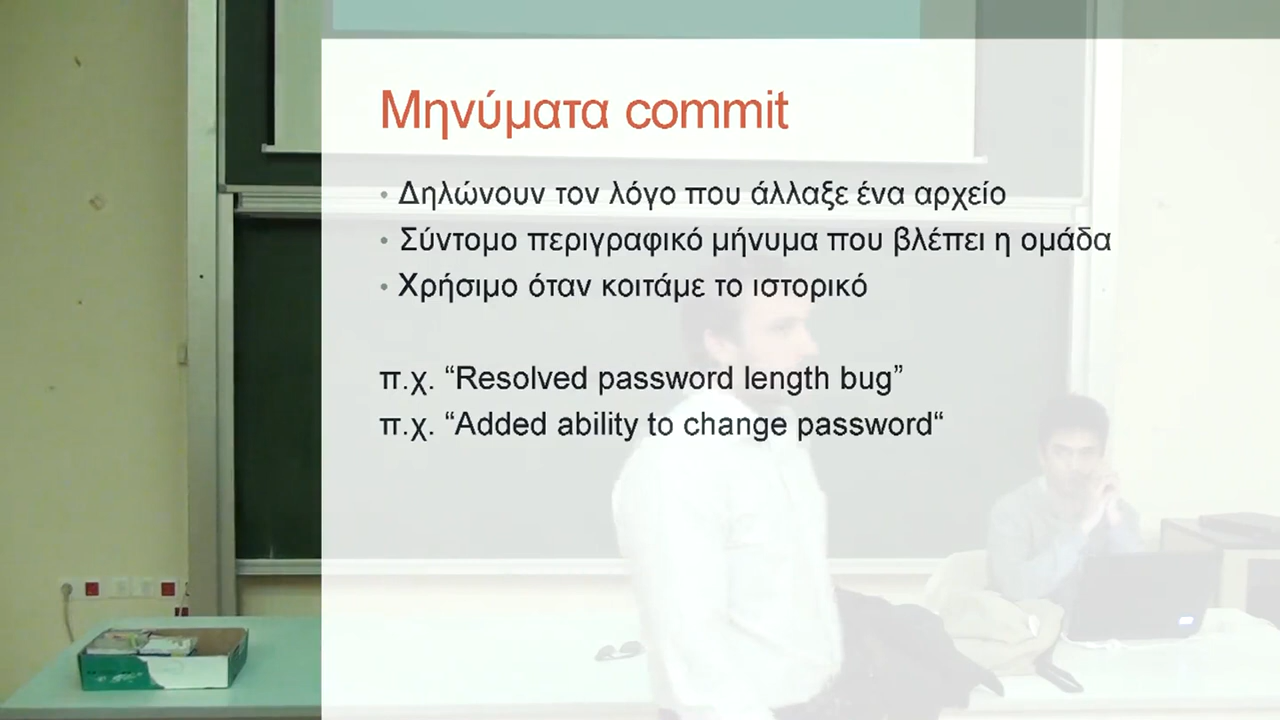 Μηνύματα commit
• Δηλώνουν τον λόγο που άλλαξε ένα αρχείο
• Σύντομο περιγραφικό μήνυμα που βλέπει η ομάδα
• Χρήσιμο όταν κοιτάμε το ιστορικό
π.χ. “Resolved password length bug”
π.χ. “Added ability to change password“